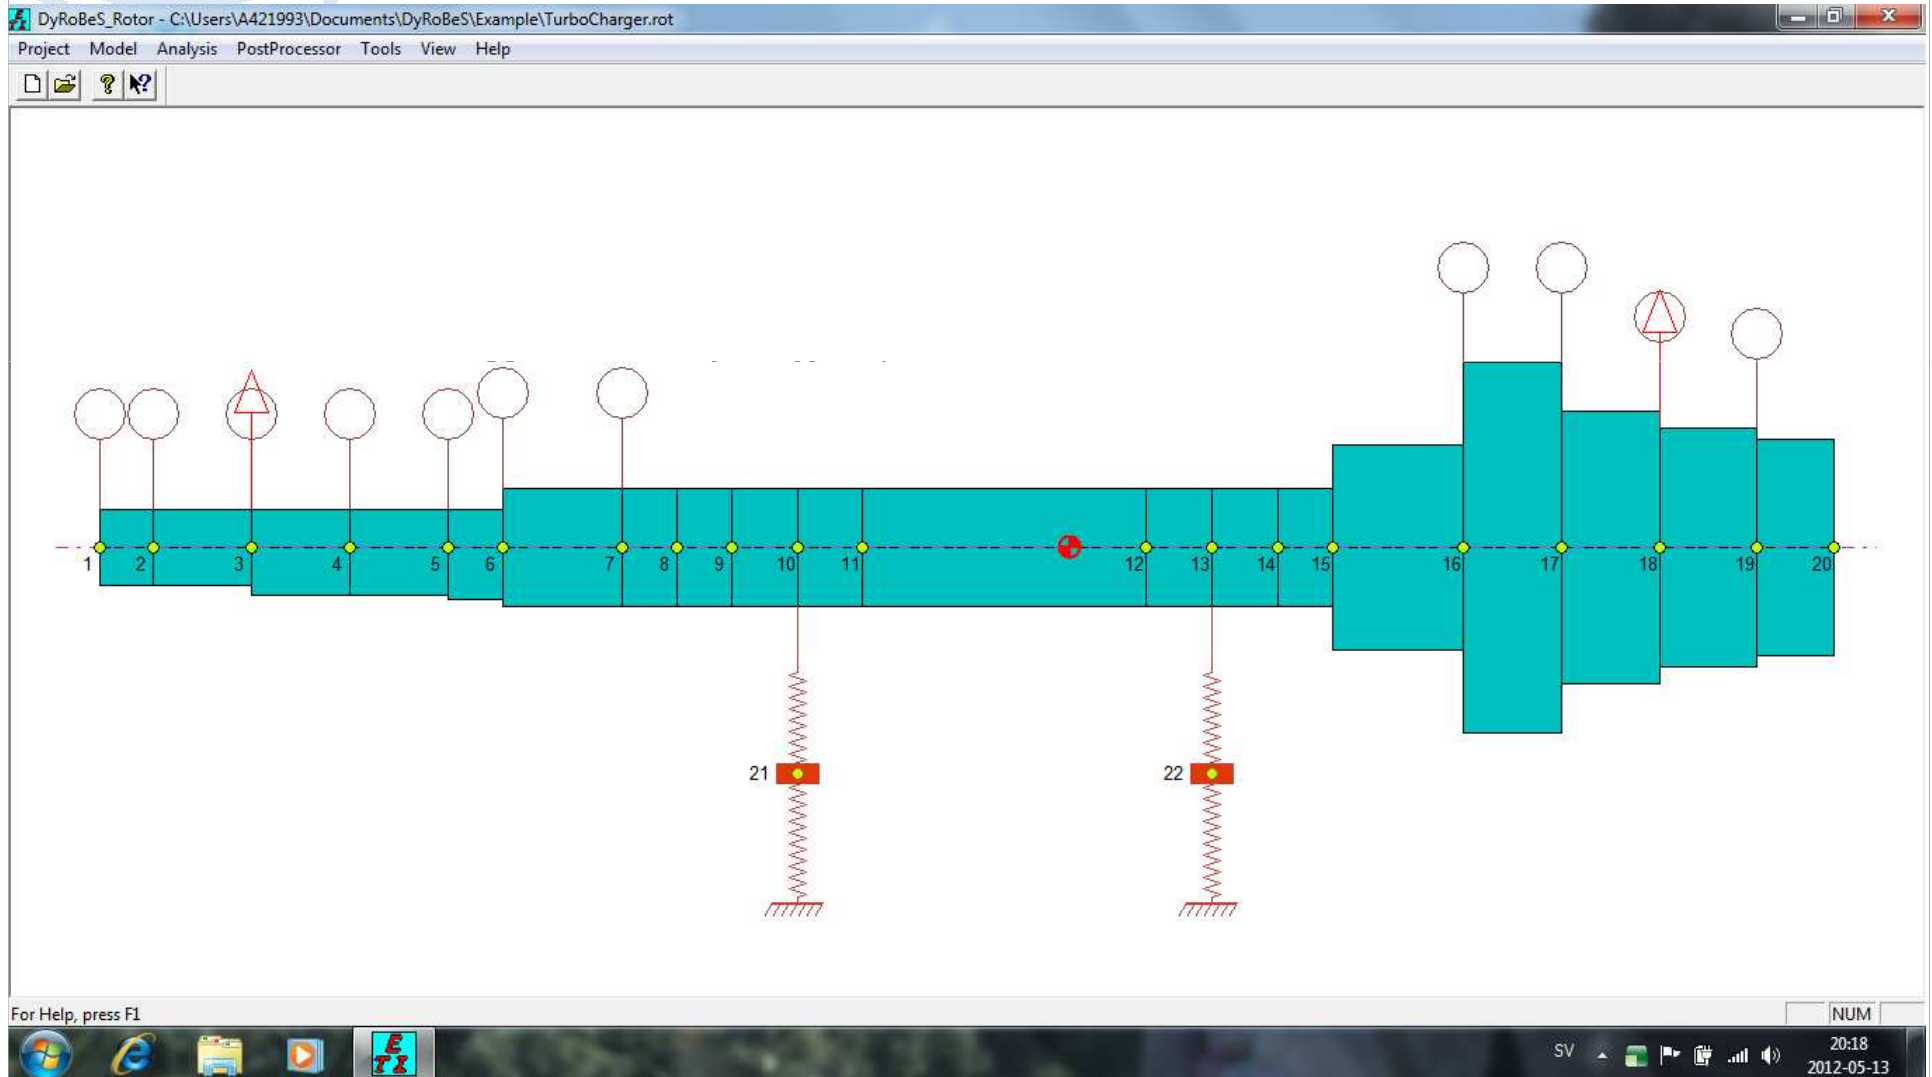 DyRoBeS_Rotor - C:\Users\A421993\Documents\DyRoBeS\Example\TurboCharger.rot
Project Model Analysis PostProcessor Tools View Help
1 2 3 4 5 6 7 8 9 10 11 12 13 14 15 16 17 18 19 20
21 22
For Help, press F1
NUM
E
TI
SV
20:18
2012-05-13